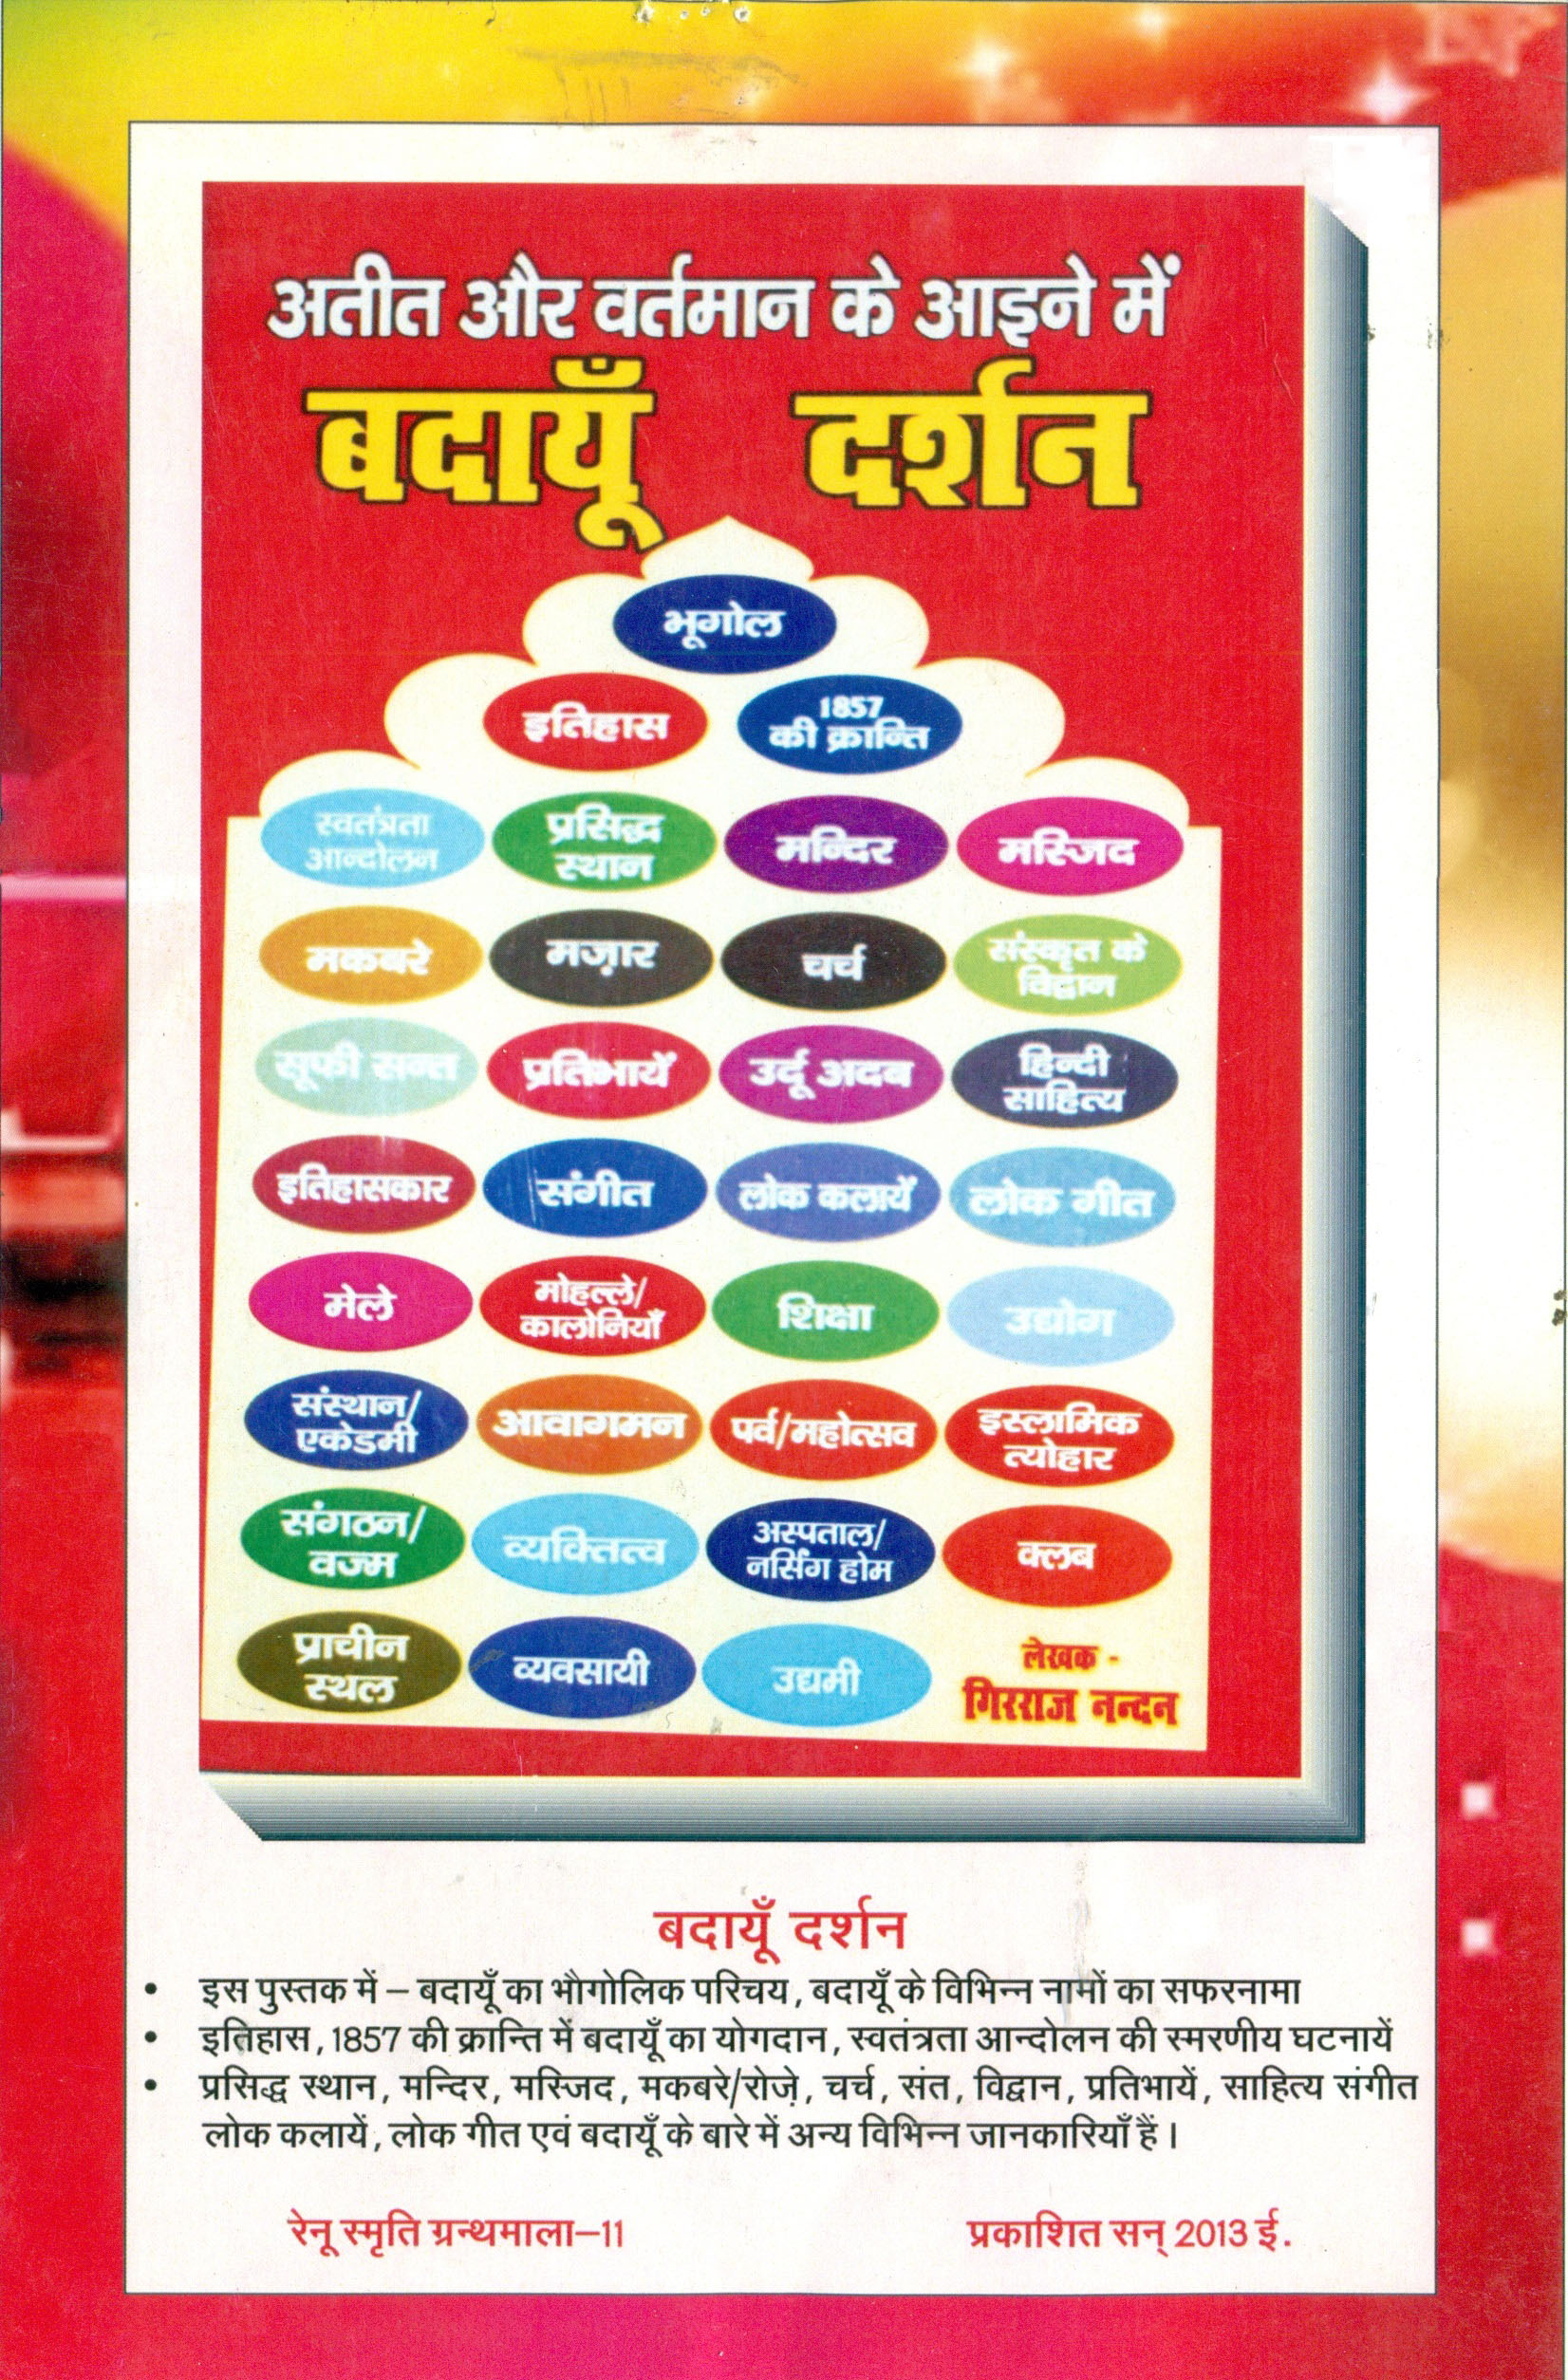 अतीत और वर्तमान के आइने में
बदायूँ दर्शन
भूगोल
इतिहास
1857
की क्रान्ति
स्वतंत्रता
आन्दोलन
प्रसिद्ध
स्थान
मन्दिर
मस्जिद
मकबरे
मज़ार
चर्च
संस्कृत के
विद्वान
सूफी सन्त
प्रतिभायें
उर्दू अदब
हिन्दी
साहित्य
इतिहासकार
संगीत
लोक कलायें
लोक गीत
मेले
मोहल्ले/
कालोनियाँ
शिक्षा
उद्योग
संस्थान/
एकेडमी
आवागमन
पर्व/महोत्सव
इस्लामिक
त्योहार
संगठन/
वज्म
व्यक्तित्व
अस्पताल/
नर्सिंग होम
क्लब
प्राचीन
स्थल
व्यवसायी
उद्यमी
लेखक -
गिरराज नन्दन
बदायूँ दर्शन
• इस पुस्तक में – बदायूँ का भौगोलिक परिचय, बदायूँ के विभिन्न नामों का सफरनामा
• इतिहास, 1857 की क्रान्ति में बदायूँ का योगदान, स्वतंत्रता आन्दोलन की स्मरणीय घटनायें
• प्रसिद्ध स्थान, मन्दिर, मस्जिद, मकबरे/रोज़े, चर्च, संत, विद्वान, प्रतिभायें, साहित्य संगीत
लोक कलायें, लोक गीत एवं बदायूँ के बारे में अन्य विभिन्न जानकारियाँ हैं।
रेनू स्मृति ग्रन्थमाला–11
प्रकाशित सन् 2013 ई.